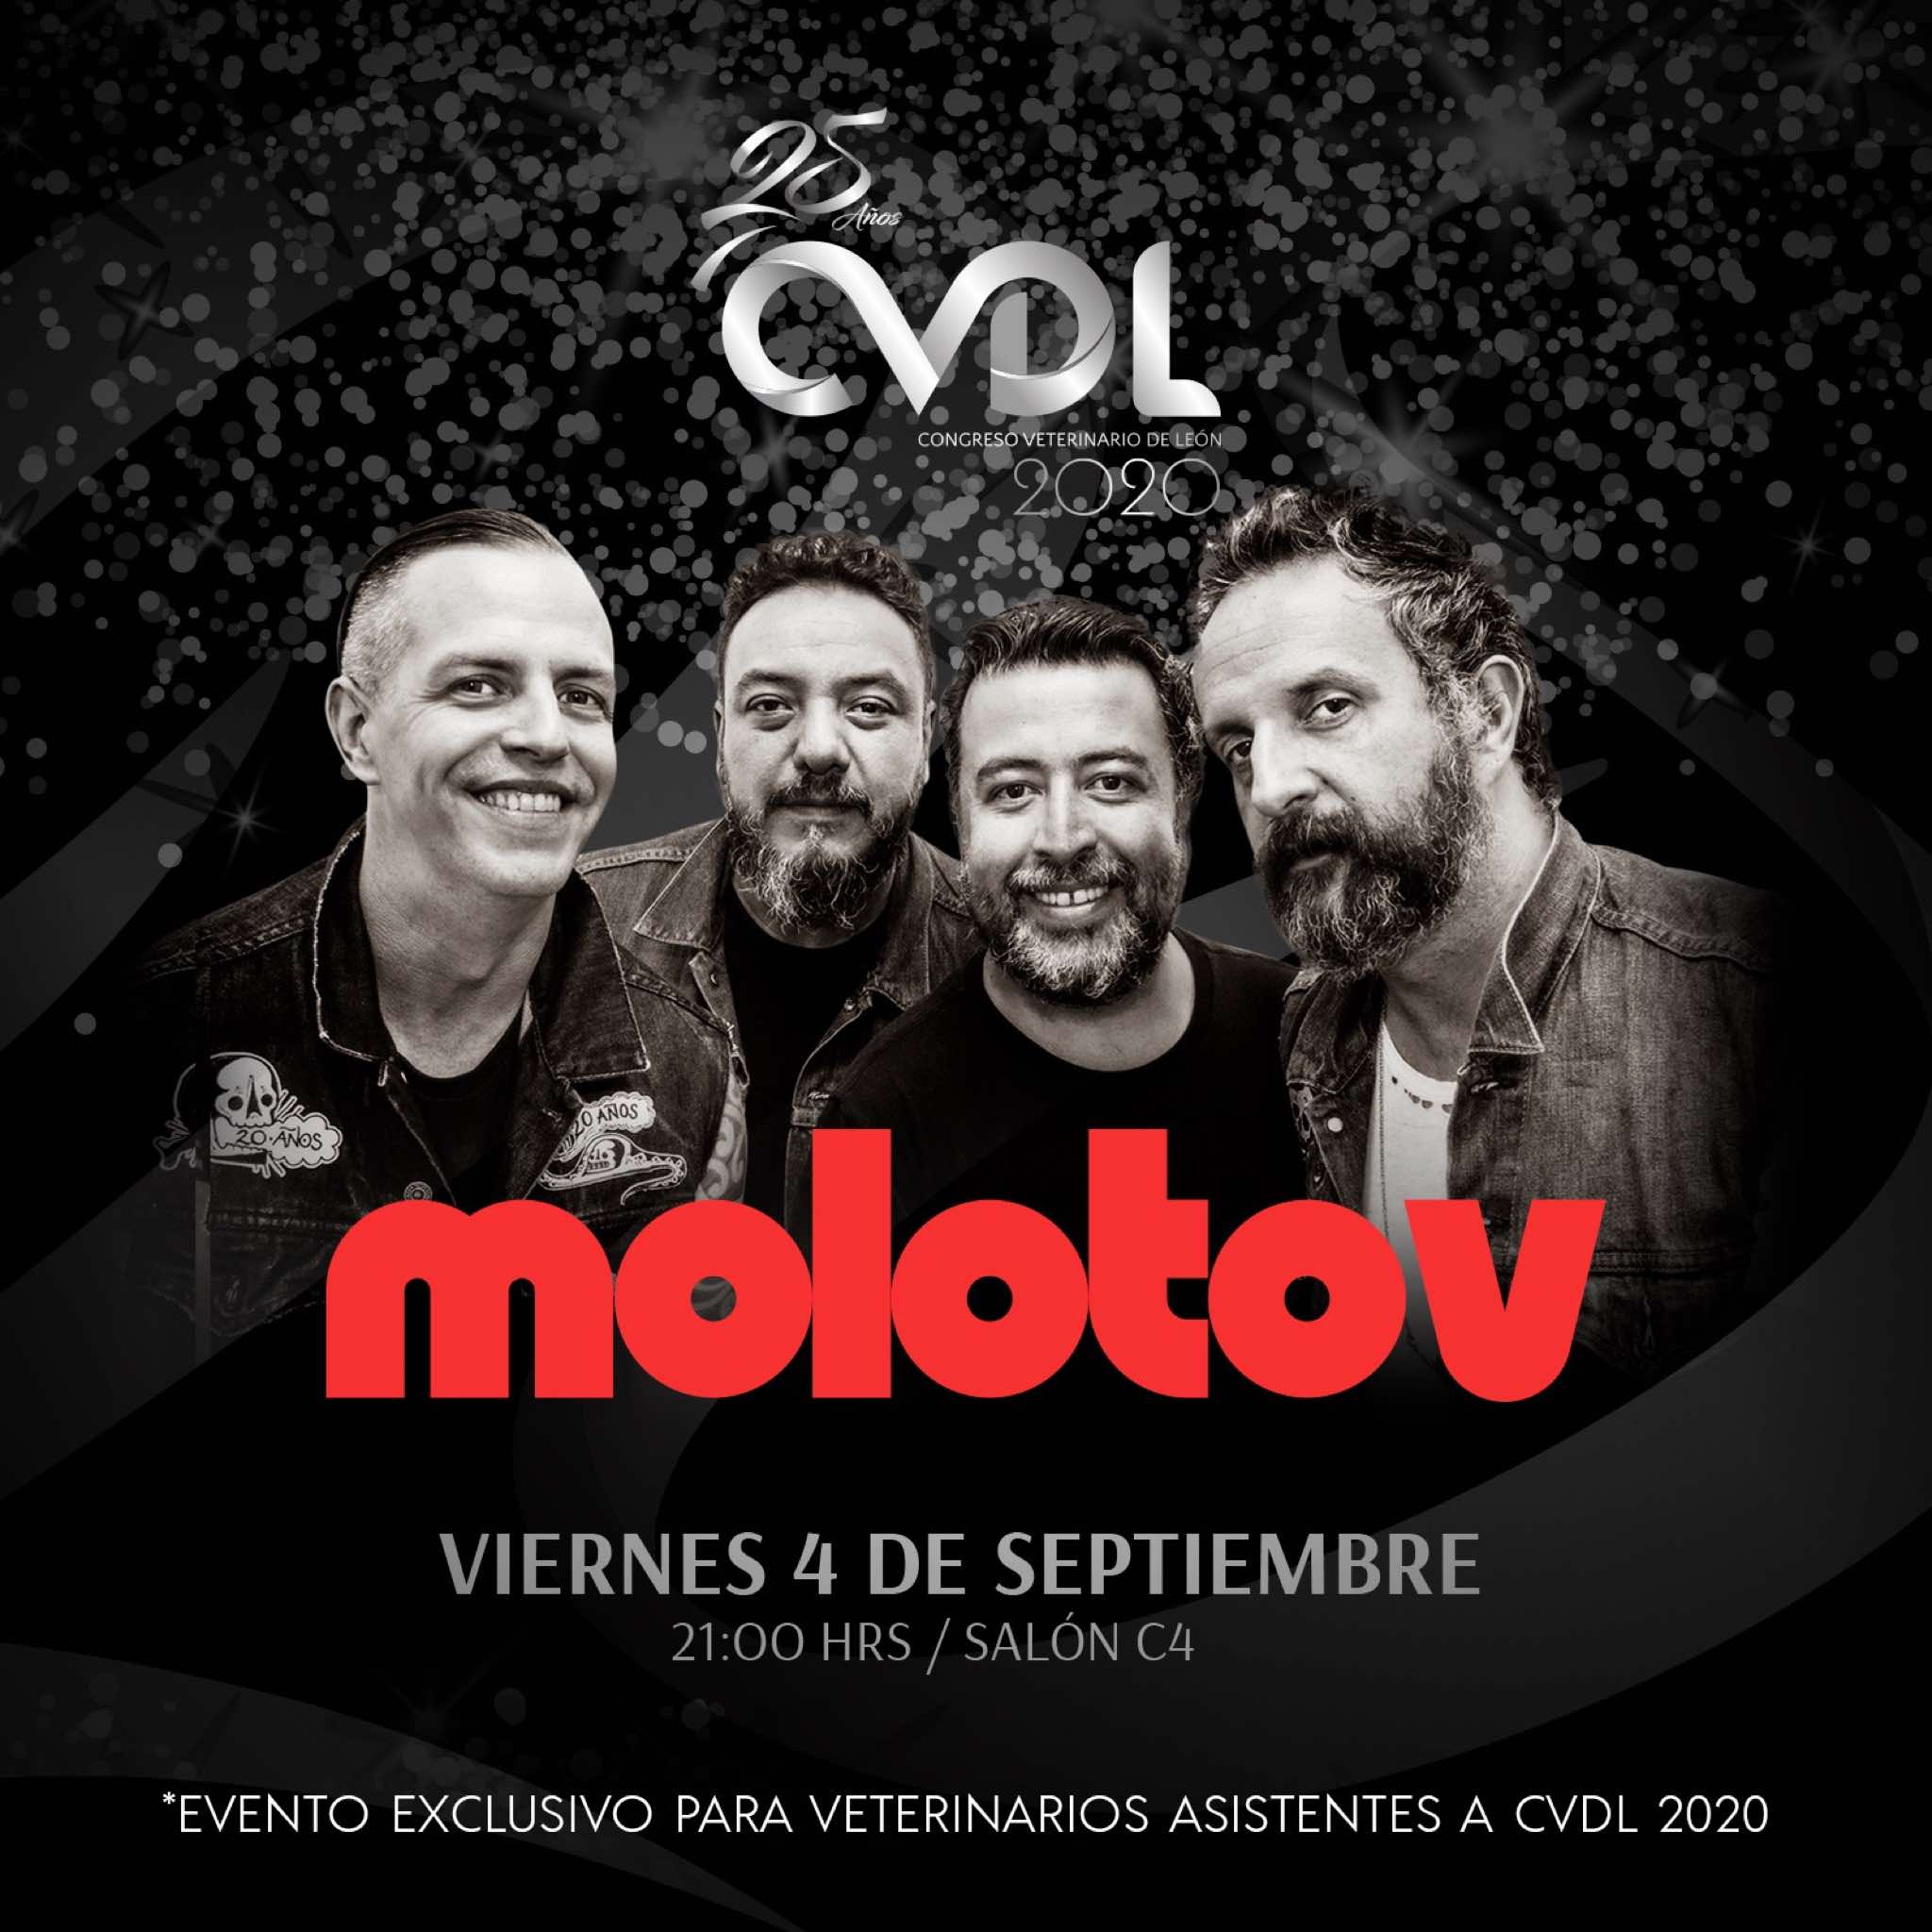 25
Años
CVDL
CONGRESO VETERINARIO DE LEÓN
2020
20·AÑOS
20 AÑOS
molotov
VIERNES 4 DE SEPTIEMBRE
21:00 HRS / SALÓN C4
*EVENTO EXCLUSIVO PARA VETERINARIOS ASISTENTES A CVDL 2020